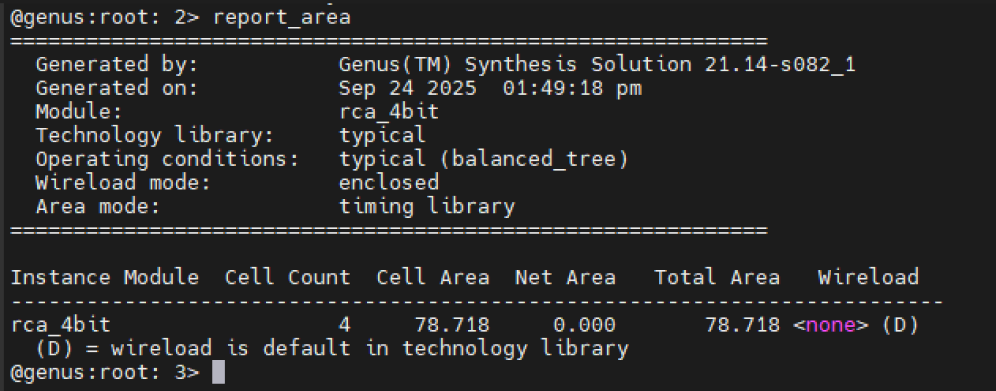 @genus:root: 2> report_area
============================================================
  Generated by:           Genus(TM) Synthesis Solution 21.14-s082_1
  Generated on:           Sep 24 2025  01:49:18 pm
  Module:                 rca_4bit
  Technology library:     typical
  Operating conditions:   typical (balanced_tree)
  Wireload mode:          enclosed
  Area mode:              timing library
============================================================
Instance Module  Cell Count  Cell Area  Net Area   Total Area   Wireload
--------------------------------------------------------------------------
rca_4bit                  4     78.718     0.000       78.718 <none> (D)
  (D) = wireload is default in technology library
@genus:root: 3>